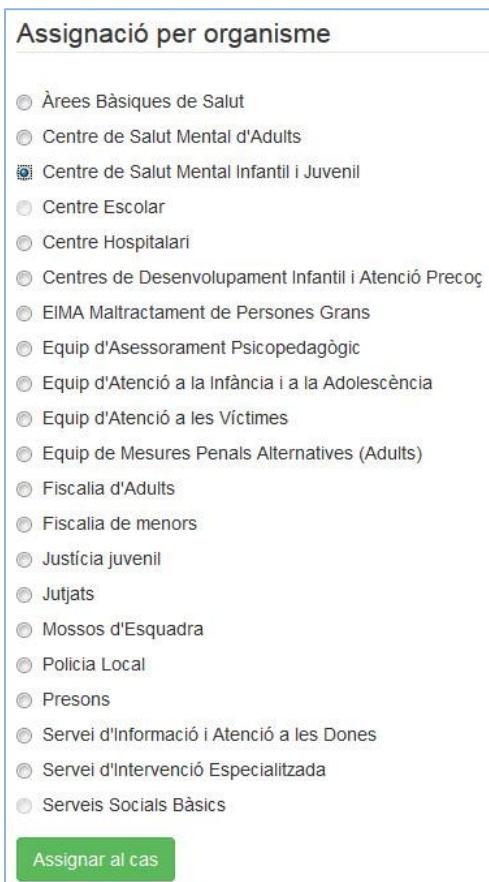 Assignació per organisme
Àrees Bàsiques de Salut
Centre de Salut Mental d'Adults
Centre de Salut Mental Infantil i Juvenil
Centre Escolar
Centre Hospitalari
Centres de Desenvolupament Infantil i Atenció Precoç
EIMA Maltractament de Persones Grans
Equip d'Asessorament Psicopedagògic
Equip d'Atenció a la Infància i a la Adolescència
Equip d'Atenció a les Víctimes
Equip de Mesures Penals Alternatives (Adults)
Fiscalia d'Adults
Fiscalia de menors
Justícia juvenil
Jutjats
Mossos d'Esquadra
Policia Local
Presons
Servei d'Informació i Atenció a les Dones
Servei d'Intervenció Especialitzada
Serveis Socials Bàsics
Assignar al cas